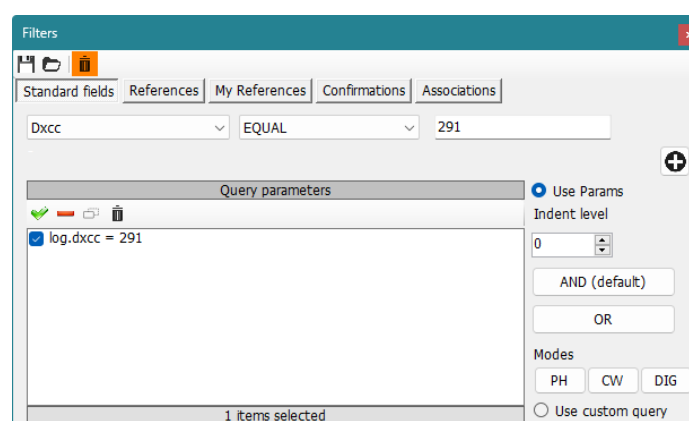 Filters
Standard fields References My References Confirmations Associations
Dxcc EQUAL 291
Query parameters
Use Params
Indent level
log.dxcc = 291
0
AND (default)
OR
Modes
PH CW DIG
1 items selected
Use custom query